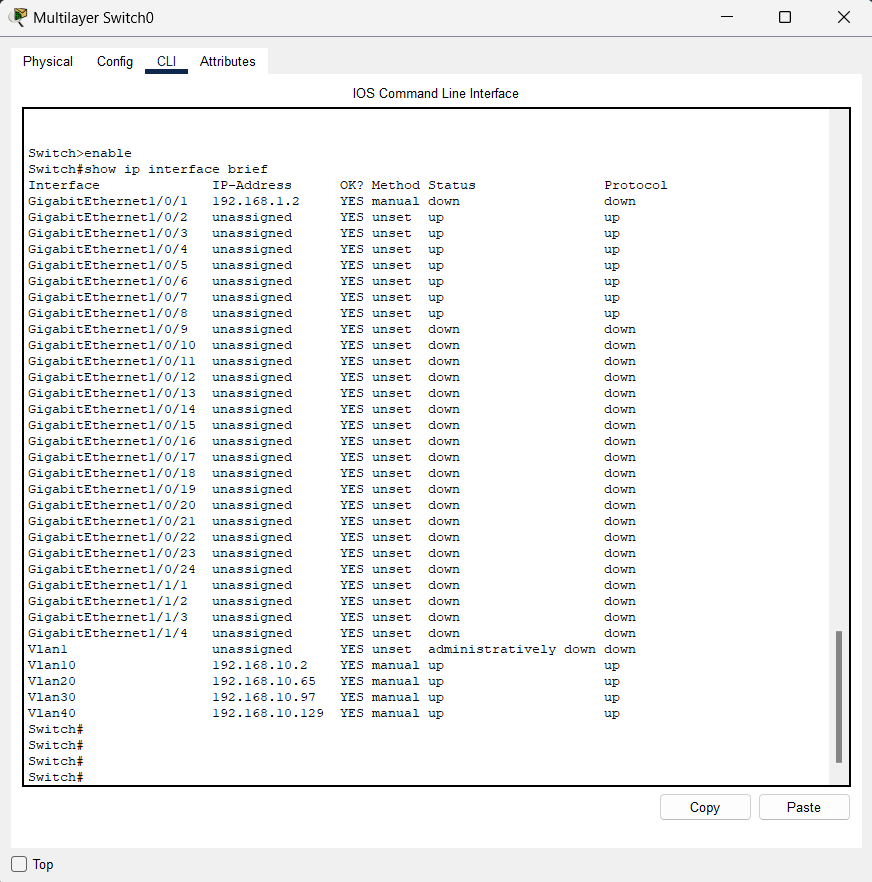 Multilayer Switch0
Physical Config CLI Attributes
IOS Command Line Interface
Switch>enable
Switch#show ip interface brief
Interface IP-Address OK? Method Status Protocol
GigabitEthernet1/0/1 192.168.1.2 YES manual down down
GigabitEthernet1/0/2 unassigned YES unset up up
GigabitEthernet1/0/3 unassigned YES unset up up
GigabitEthernet1/0/4 unassigned YES unset up up
GigabitEthernet1/0/5 unassigned YES unset up up
GigabitEthernet1/0/6 unassigned YES unset up up
GigabitEthernet1/0/7 unassigned YES unset up up
GigabitEthernet1/0/8 unassigned YES unset up up
GigabitEthernet1/0/9 unassigned YES unset down down
GigabitEthernet1/0/10 unassigned YES unset down down
GigabitEthernet1/0/11 unassigned YES unset down down
GigabitEthernet1/0/12 unassigned YES unset down down
GigabitEthernet1/0/13 unassigned YES unset down down
GigabitEthernet1/0/14 unassigned YES unset down down
GigabitEthernet1/0/15 unassigned YES unset down down
GigabitEthernet1/0/16 unassigned YES unset down down
GigabitEthernet1/0/17 unassigned YES unset down down
GigabitEthernet1/0/18 unassigned YES unset down down
GigabitEthernet1/0/19 unassigned YES unset down down
GigabitEthernet1/0/20 unassigned YES unset down down
GigabitEthernet1/0/21 unassigned YES unset down down
GigabitEthernet1/0/22 unassigned YES unset down down
GigabitEthernet1/0/23 unassigned YES unset down down
GigabitEthernet1/0/24 unassigned YES unset down down
GigabitEthernet1/1/1 unassigned YES unset down down
GigabitEthernet1/1/2 unassigned YES unset down down
GigabitEthernet1/1/3 unassigned YES unset down down
GigabitEthernet1/1/4 unassigned YES unset down down
Vlan1 unassigned YES unset administratively down down
Vlan10 192.168.10.2 YES manual up up
Vlan20 192.168.10.65 YES manual up up
Vlan30 192.168.10.97 YES manual up up
Vlan40 192.168.10.129 YES manual up up
Switch#
Switch#
Switch#
Switch#
Copy Paste
Top